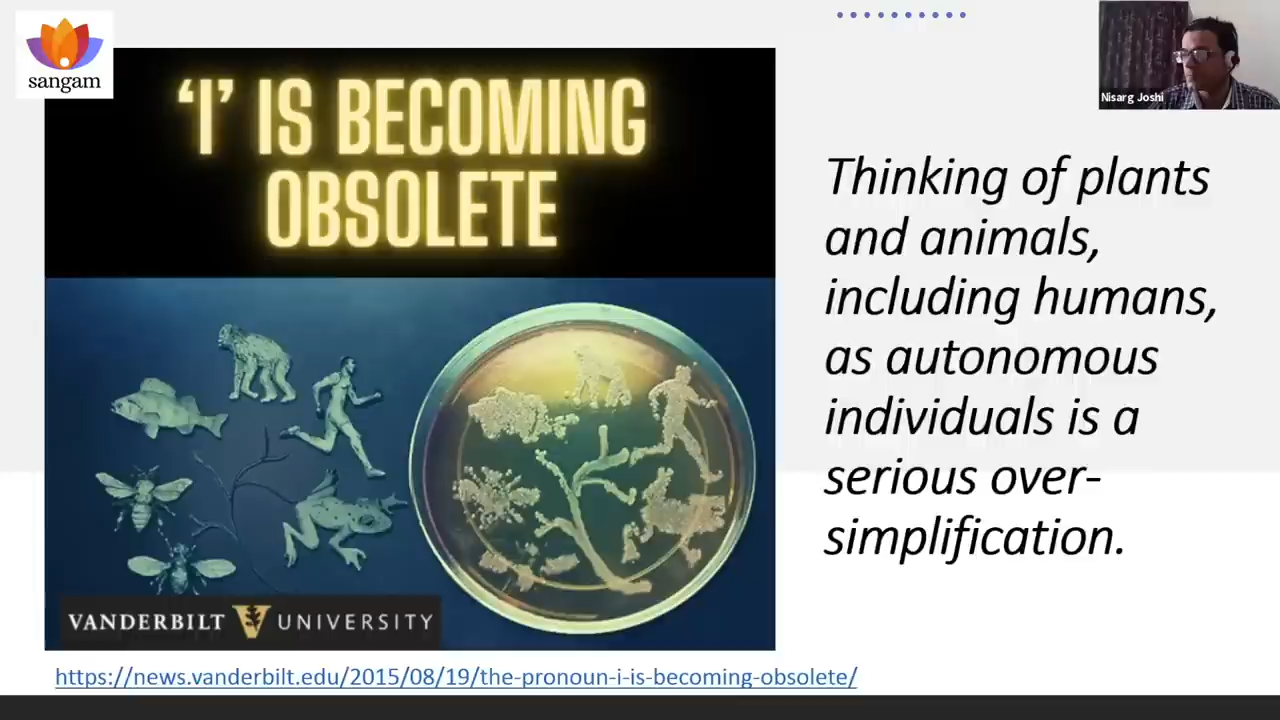 sangam
‘I’ IS BECOMING
OBSOLETE
VANDERBILT UNIVERSITY
https://news.vanderbilt.edu/2015/08/19/the-pronoun-i-is-becoming-obsolete/
Thinking of plants
and animals,
including humans,
as autonomous
individuals is a
serious over-
simplification.
Nisarg Joshi